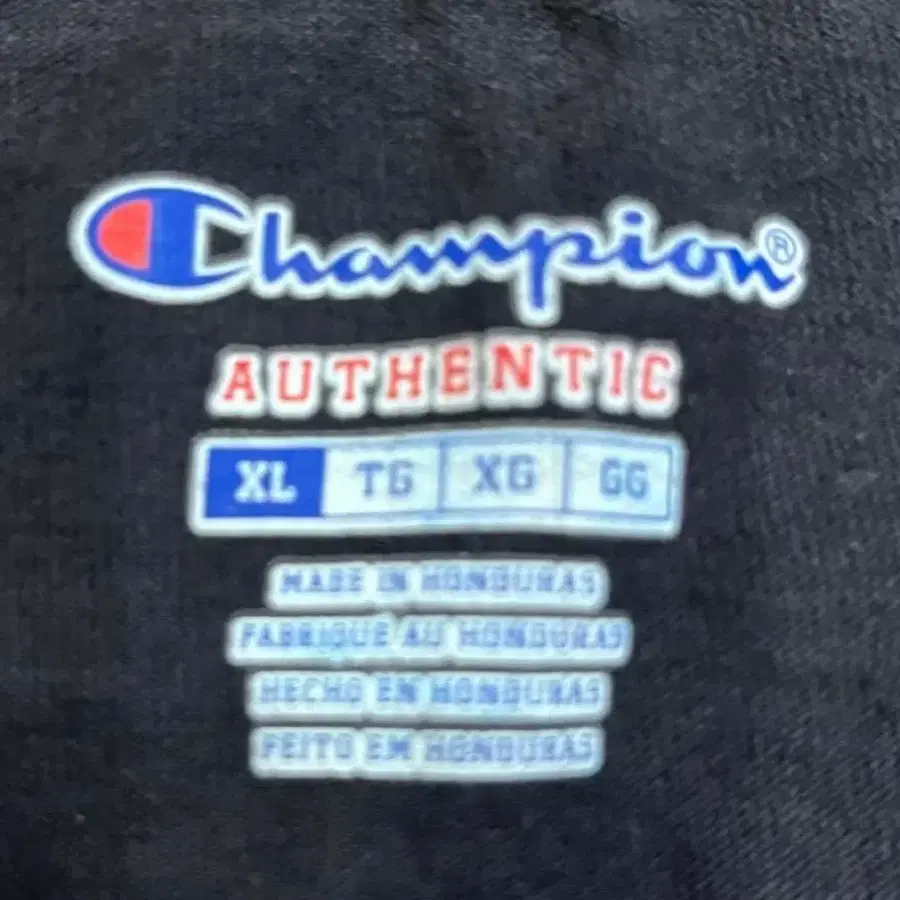 Champion®
AUTHENTIC
XL TG XG GG
MADE IN HONDURAS
FABRIQUE AU HONDURAS
HECHO EN HONDURAS
FEITO EM HONDURAS